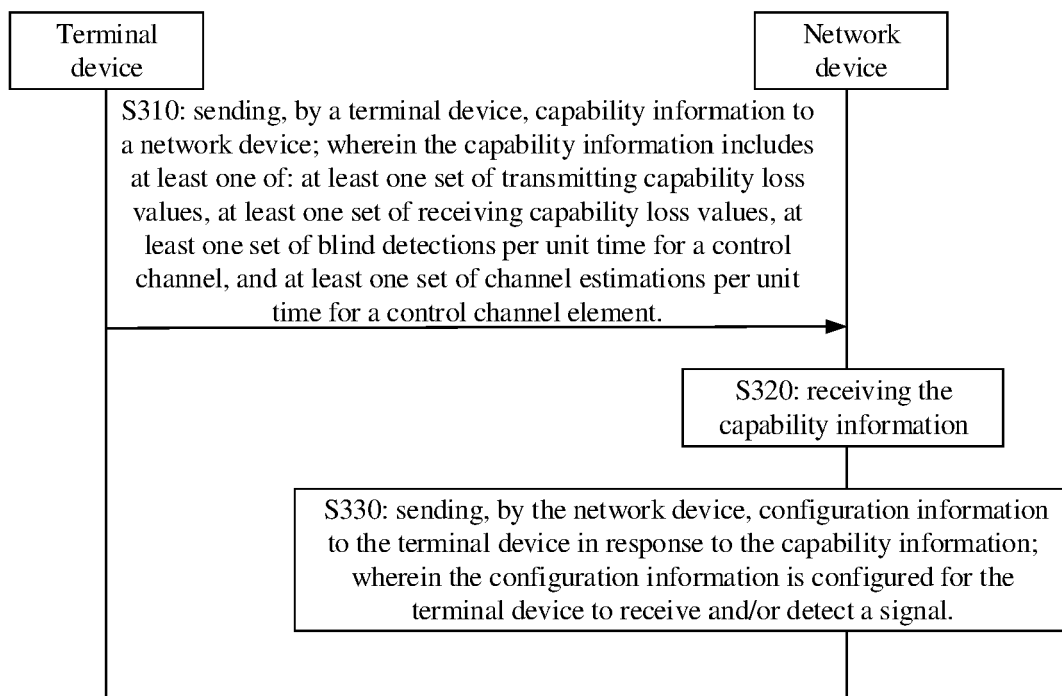 Terminal
device
Network
device
S310: sending, by a terminal device, capability information to
a network device; wherein the capability information includes
at least one of: at least one set of transmitting capability loss
values, at least one set of receiving capability loss values, at
least one set of blind detections per unit time for a control
channel, and at least one set of channel estimations per unit
time for a control channel element.
S320: receiving the
capability information
S330: sending, by the network device, configuration information
to the terminal device in response to the capability information;
wherein the configuration information is configured for the
terminal device to receive and/or detect a signal.